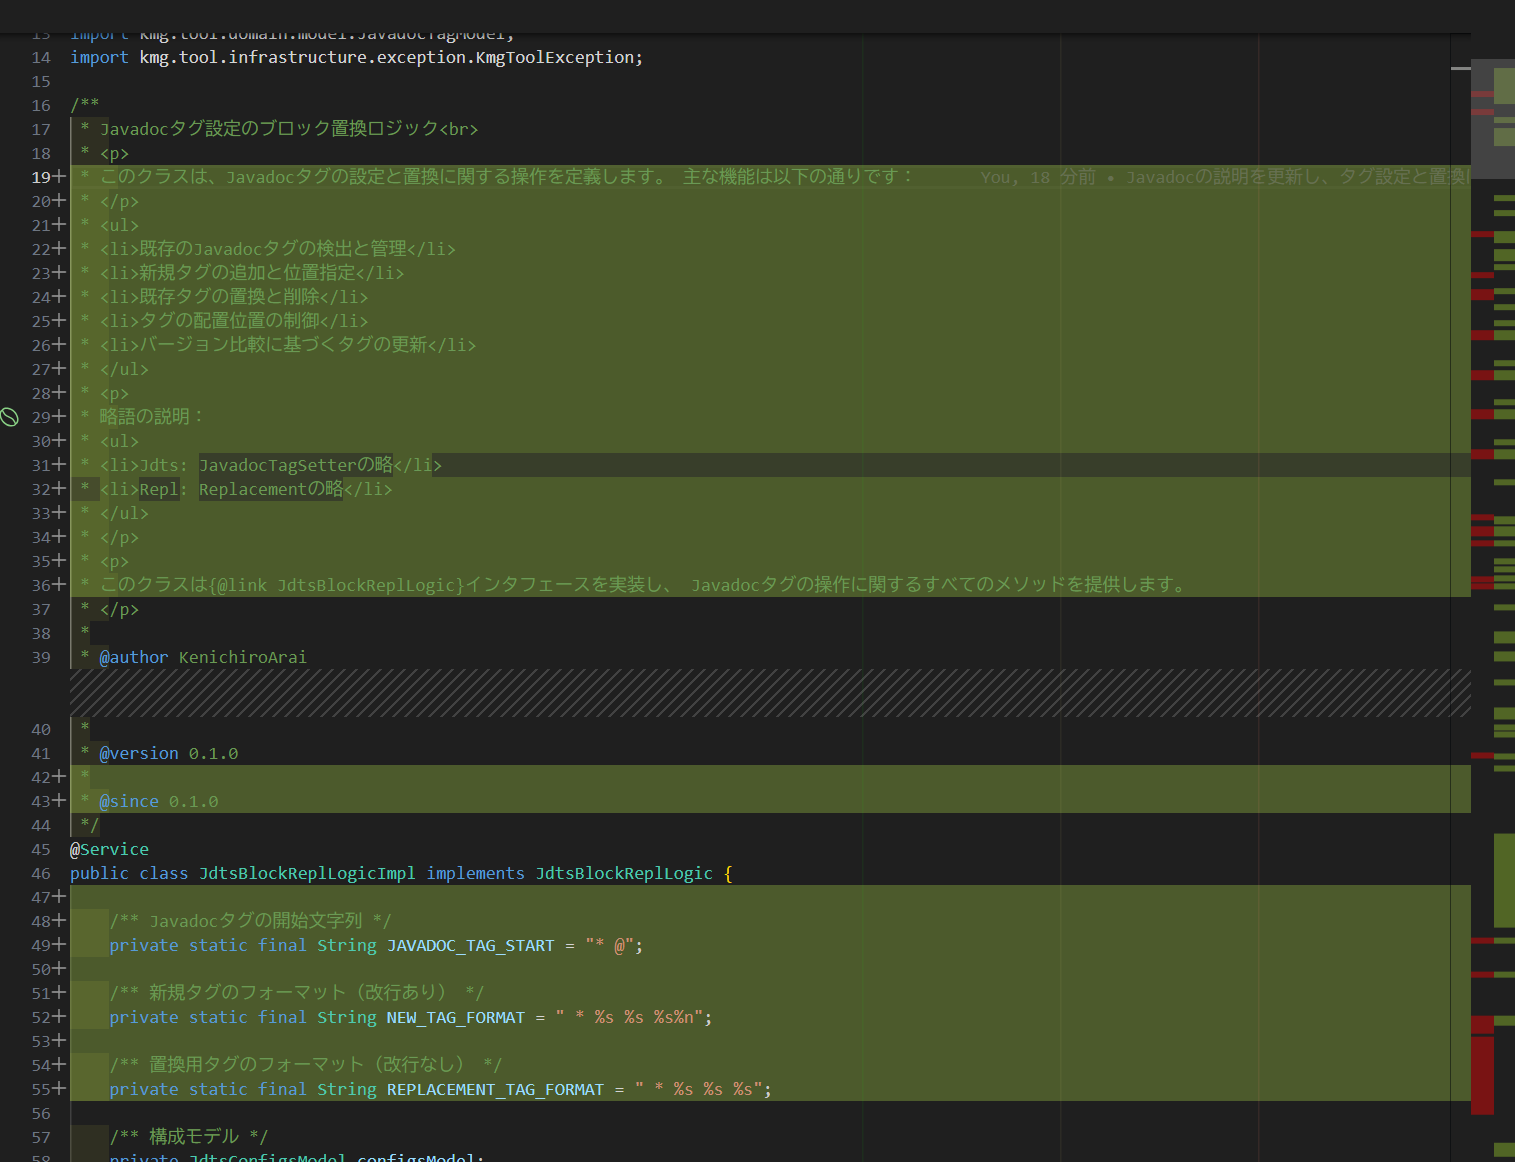 13 import kmg.tool.domain.model.JavadocTagModel;
14 import kmg.tool.infrastructure.exception.KmgToolException;
15
16 /**
17 * Javadocタグ設定のブロック置換ロジック<br>
18 * <p>
19+ * このクラスは、Javadocタグの設定と置換に関する操作を定義します。 主な機能は以下の通りです： You, 18 分前 • Javadocの説明を更新し、タグ設定と置換に
20+ * </p>
21+ * <ul>
22+ * <li>既存のJavadocタグの検出と管理</li>
23+ * <li>新規タグの追加と位置指定</li>
24+ * <li>既存タグの置換と削除</li>
25+ * <li>タグの配置位置の制御</li>
26+ * <li>バージョン比較に基づくタグの更新</li>
27+ * </ul>
28+ * <p>
29+ * 略語の説明：
30+ * <ul>
31+ * <li>Jdts: JavadocTagSetterの略</li>
32+ * <li>Repl: Replacementの略</li>
33+ * </ul>
34+ * </p>
35+ * <p>
36+ * このクラスは{@link JdtsBlockReplLogic}インタフェースを実装し、 Javadocタグの操作に関するすべてのメソッドを提供します。
37 * </p>
38 *
39 * @author KenichiroArai
40 *
41 * @version 0.1.0
42+ *
43+ * @since 0.1.0
44 */
45 @Service
46 public class JdtsBlockReplLogicImpl implements JdtsBlockReplLogic {
47+
48+ /** Javadocタグの開始文字列 */
49+ private static final String JAVADOC_TAG_START = "* @";
50+
51+ /** 新規タグのフォーマット（改行あり） */
52+ private static final String NEW_TAG_FORMAT = " * %s %s %s%n";
53+
54+ /** 置換用タグのフォーマット（改行なし） */
55+ private static final String REPLACEMENT_TAG_FORMAT = " * %s %s %s";
56
57 /** 構成モデル */
58 private JdtsConfigsModel configsModel;